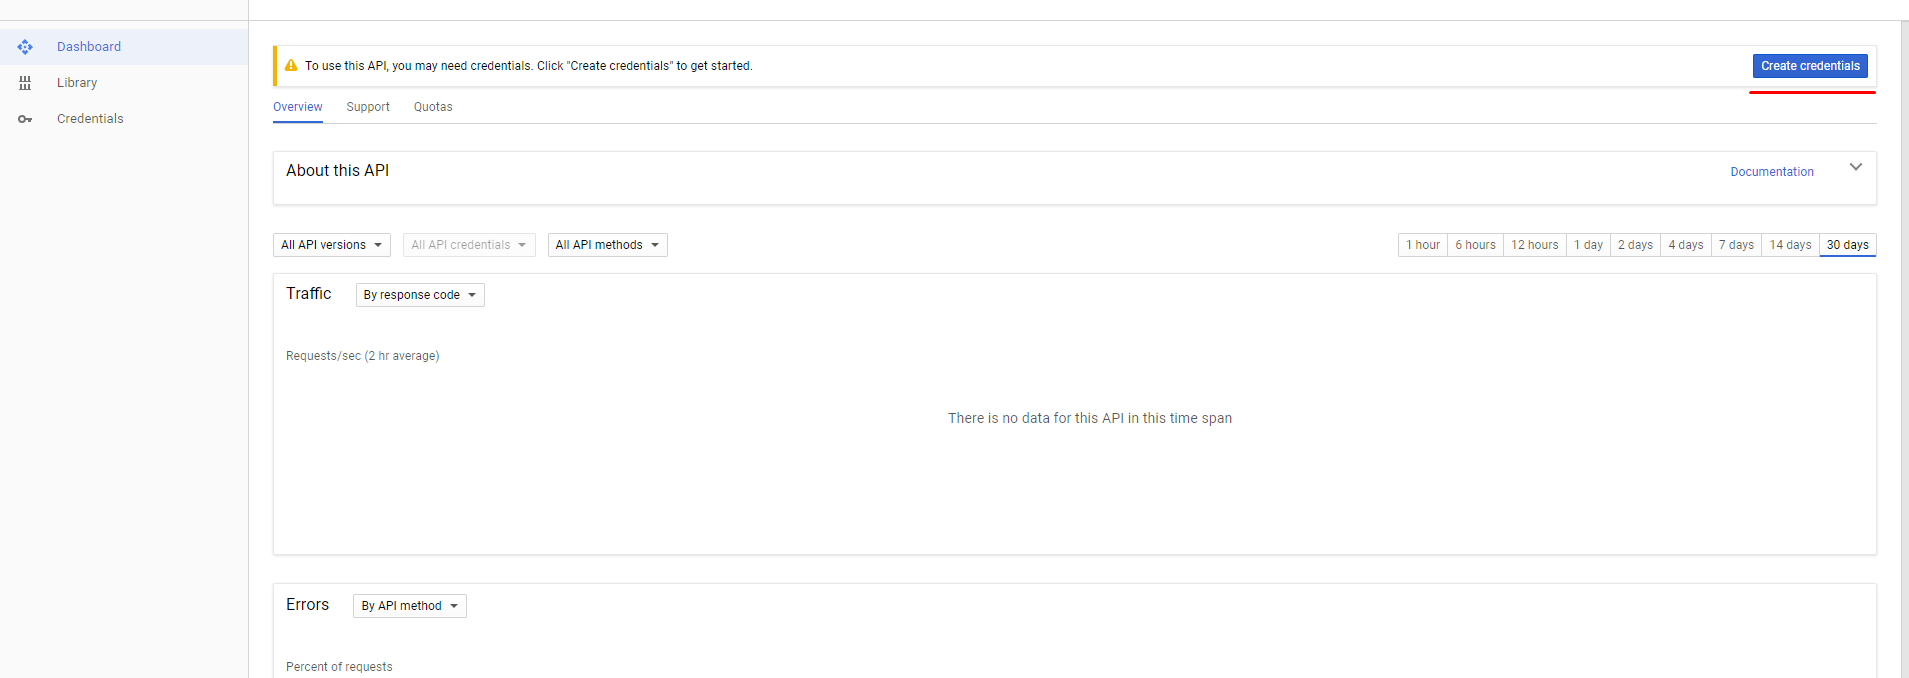 Dashboard
Library
Credentials
To use this API, you may need credentials. Click "Create credentials" to get started.
Create credentials
Overview Support Quotas
About this API
Documentation
All API versions All API credentials All API methods
1 hour 6 hours 12 hours 1 day 2 days 4 days 7 days 14 days 30 days
Traffic By response code
Requests/sec (2 hr average)
There is no data for this API in this time span
Errors By API method
Percent of requests